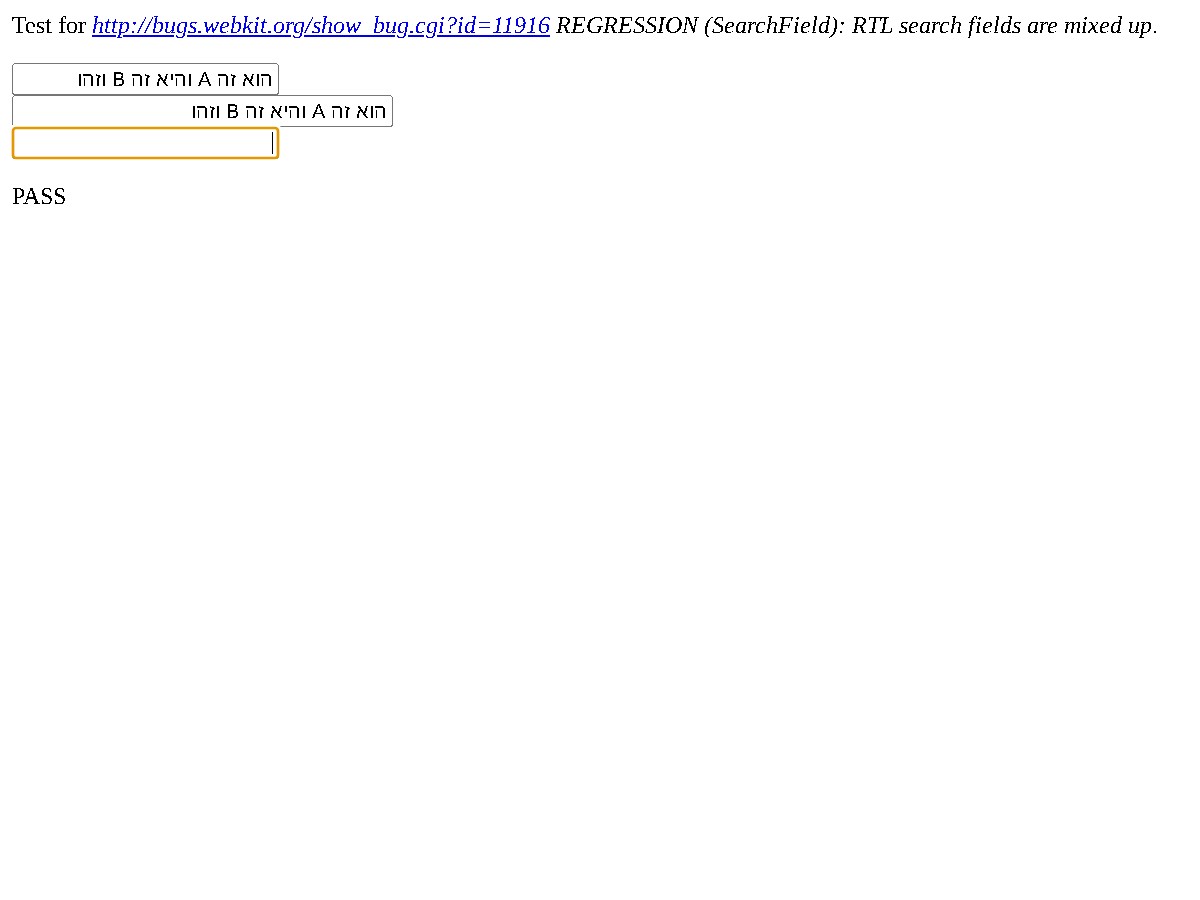 Test for http://bugs.webkit.org/show_bug.cgi?id=11916 REGRESSION (SearchField): RTL search fields are mixed up.
הוא זה A והיא זה B וזהו
הוא זה A והיא זה B וזהו
PASS